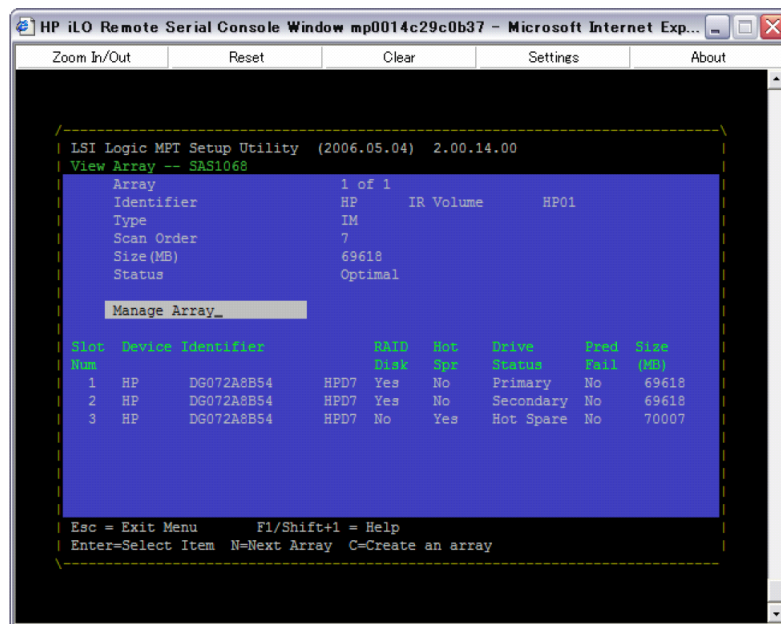 HP iLO Remote Serial Console Window mp0014c29c0b37 - Microsoft Internet Exp...
Zoom In/Out Reset Clear Settings About
LSI Logic MPT Setup Utility (2006.05.04) 2.00.14.00
View Array -- SAS1068
Array 1 of 1
Identifier HP IR Volume HP01
Type IM
Scan Order 7
Size(MB) 69618
Status Optimal
Manage Array_
Slot Device Identifier RAID Hot Drive Pred Size
Num Disk Spr Status Fail (MB)
1 HP DG072A8B54 HPD7 Yes No Primary No 69618
2 HP DG072A8B54 HPD7 Yes No Secondary No 69618
3 HP DG072A8B54 HPD7 No Yes Hot Spare No 70007
Esc = Exit Menu F1/Shift+1 = Help
Enter=Select Item N=Next Array C=Create an array